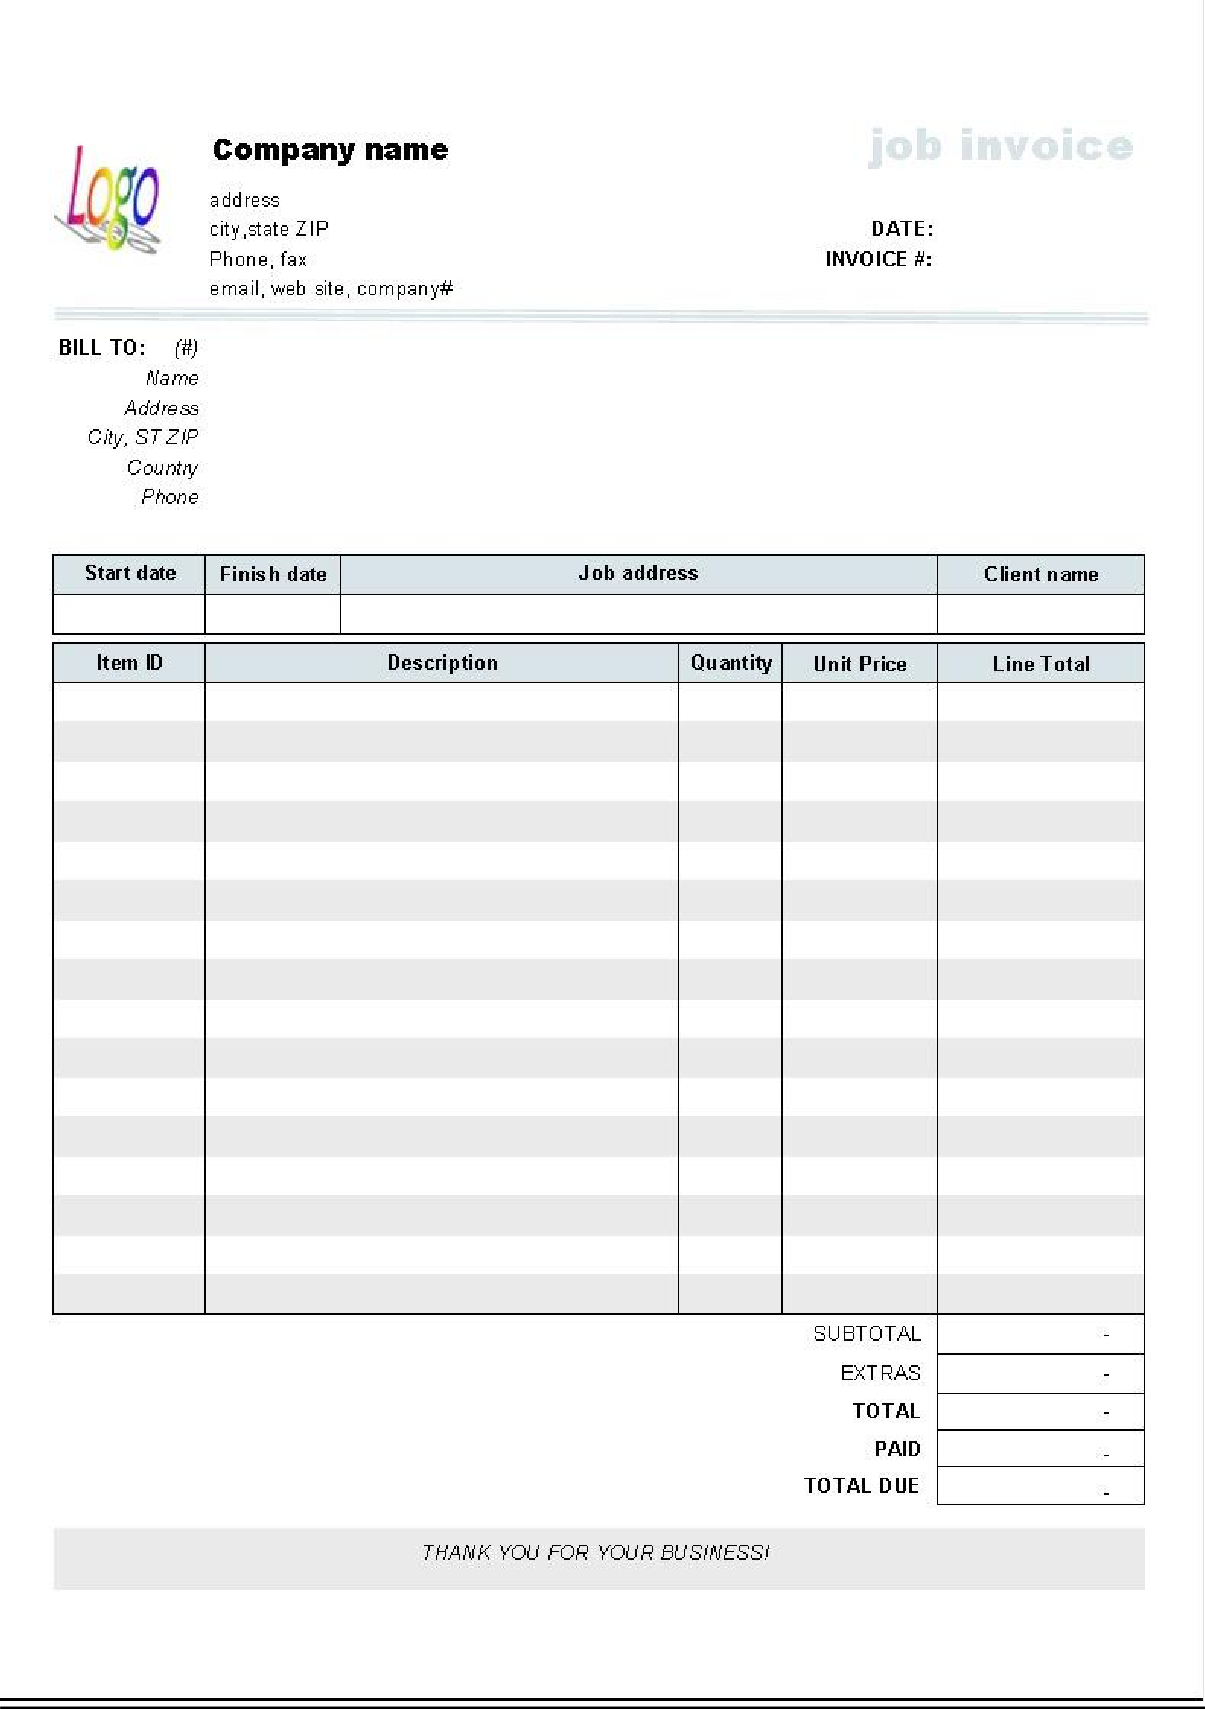 Logo
Company name
job invoice
address
city,state ZIP
DATE:
Phone, fax
INVOICE #:
email, web site, company#
BILL TO: (#)
Name
Address
City, ST ZIP
Country
Phone
Start date Finish date Job address Client name
Item ID Description Quantity Unit Price Line Total
SUBTOTAL -
EXTRAS -
TOTAL -
PAID -
TOTAL DUE -
THANK YOU FOR YOUR BUSINESS!